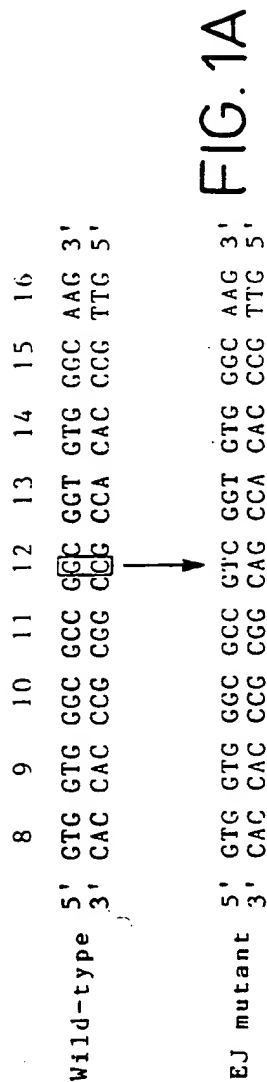 8 9 10 11 12 13 14 15 16
Wild-type 5' GTG GTG GGC GCC GGC GGT GTG GGC AAG 3'
3' CAC CAC CCG CGG CCG CCA CAC CCG TTG 5'
EJ mutant 5' GTG GTG GGC GCC GTC GGT GTG GGC AAG 3'
3' CAC CAC CCG CGG CAG CCA CAC CCG TTG 5'
FIG. 1A